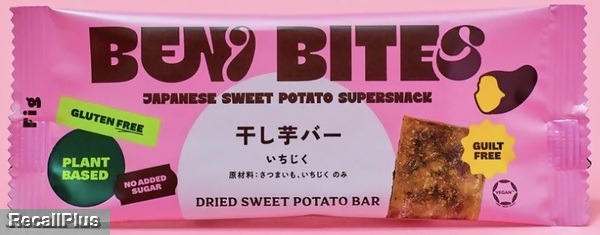 BENI BITES
JAPANESE SWEET POTATO SUPERSNACK
Fig
GLUTEN FREE
干し芋バー
いちじく
原材料：さつまいも、いちじく のみ
PLANT
BASED
NO ADDED
SUGAR
GUILT
FREE
VEGAN
DRIED SWEET POTATO BAR
RecallPlus